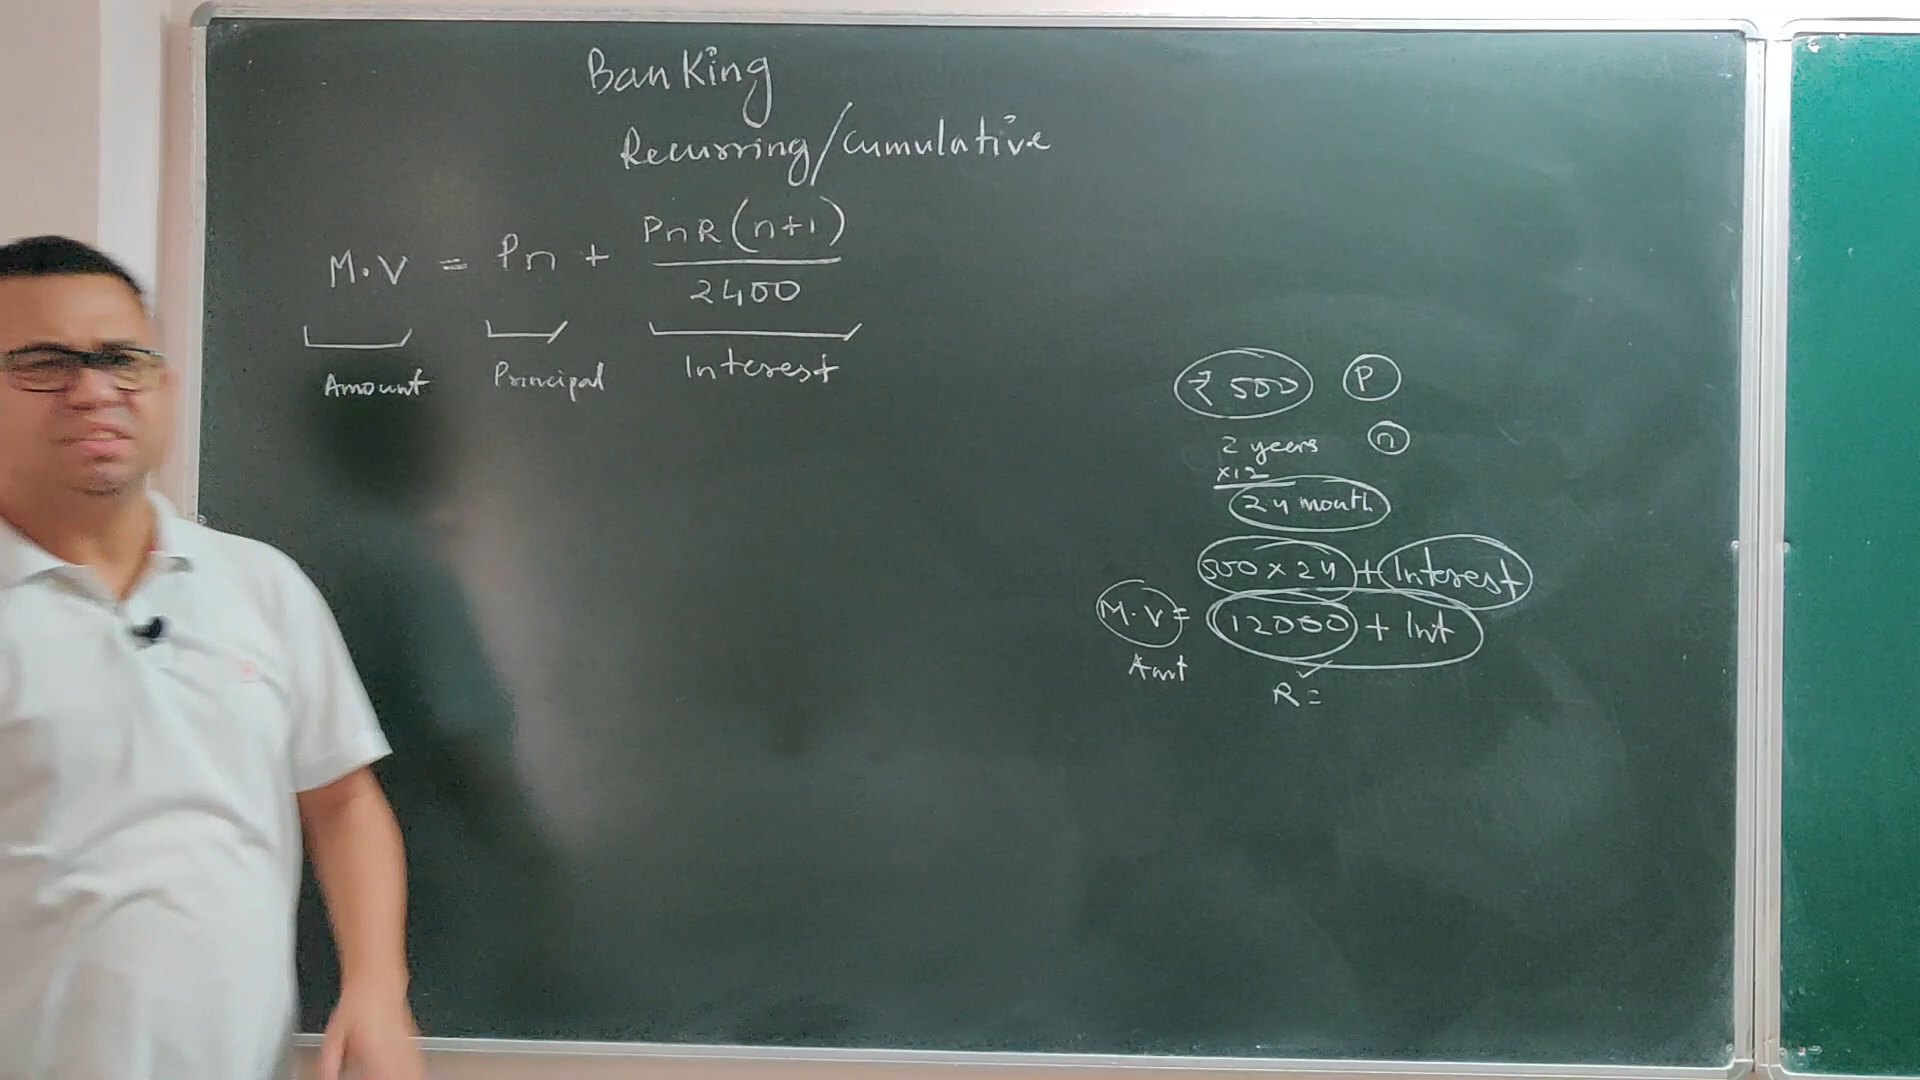 Banking
Recurring/Cumulative
M.V = Pn + PnR(n+1)
2400
Amount Principal Interest
₹ 500 P
2 years n
×12
24 month
500 × 24 + Interest
M.V = 12000 + Int
Amt
R =